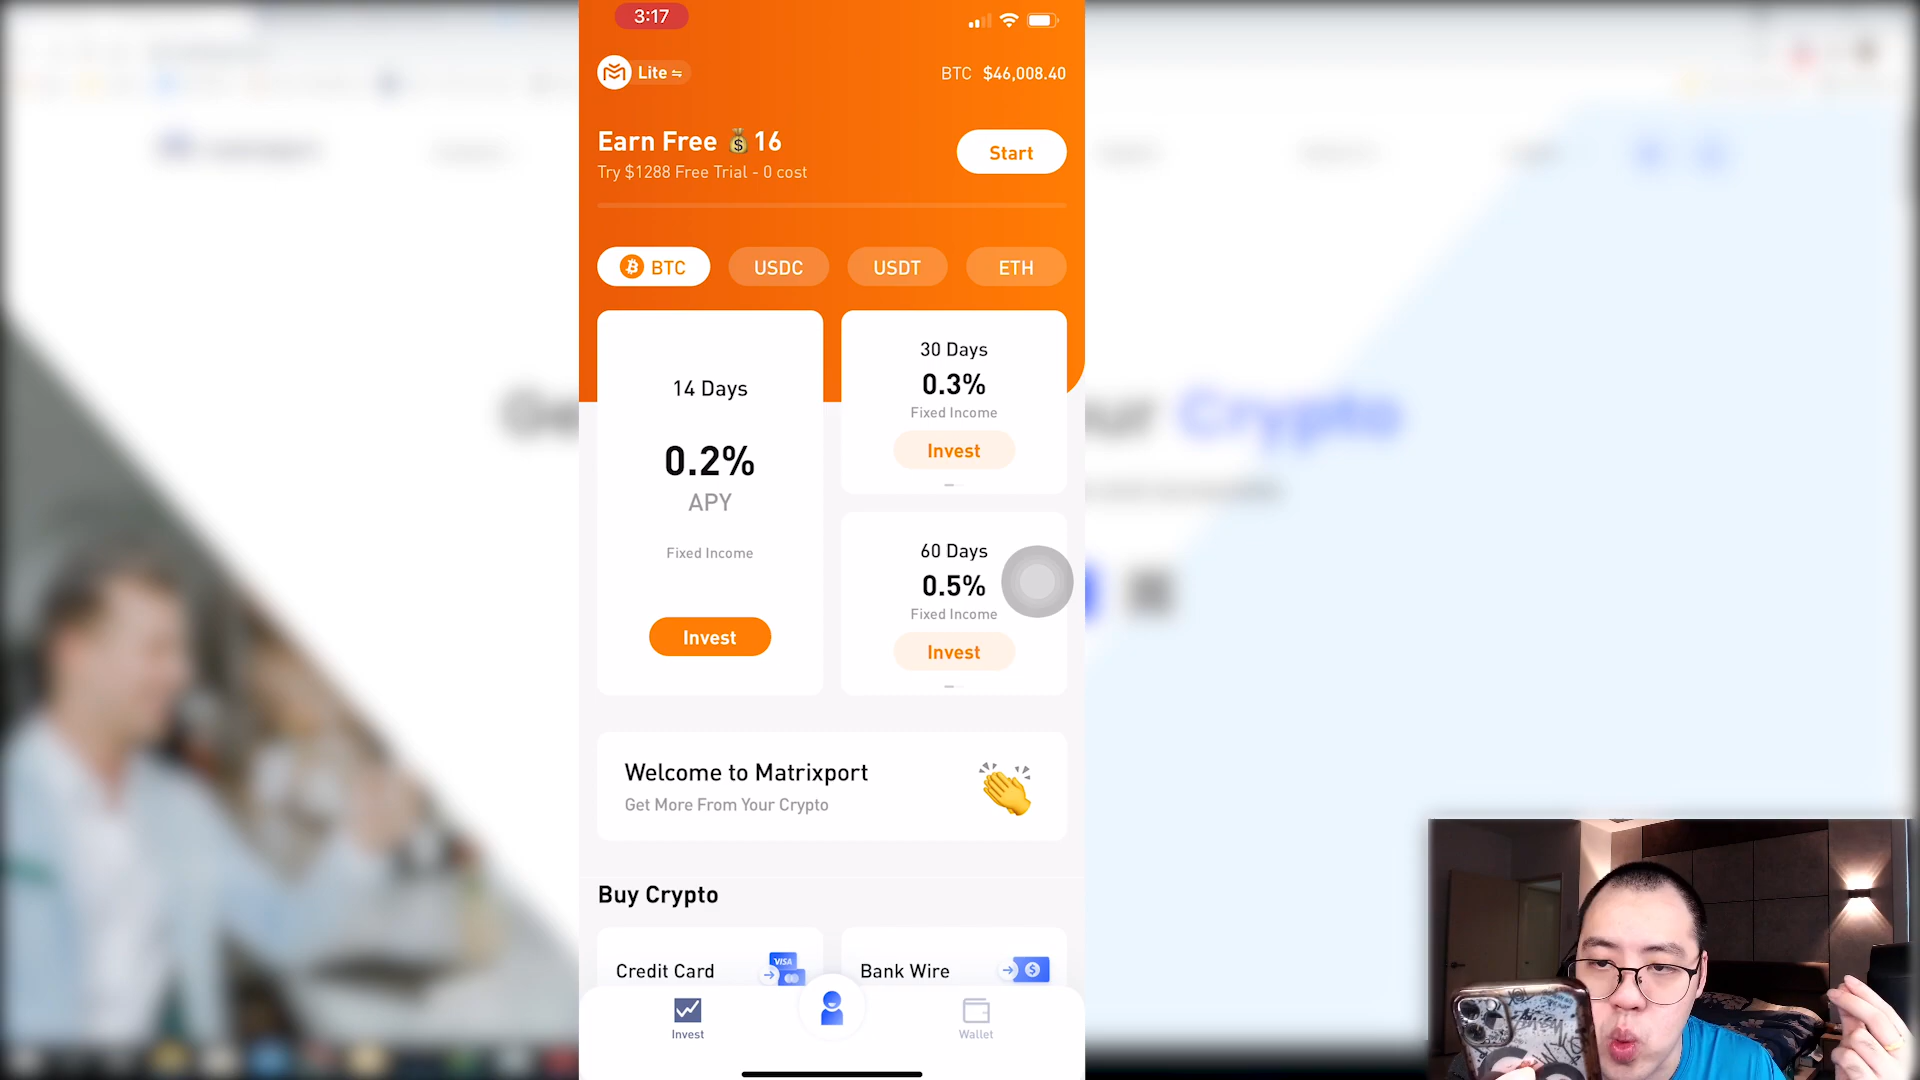 3:17
Lite
BTC $46,008.40
Earn Free 16
Try $1288 Free Trial - 0 cost
Start
BTC
USDC
USDT
ETH
14 Days
0.2%
APY
Fixed Income
Invest
30 Days
0.3%
Fixed Income
Invest
60 Days
0.5%
Fixed Income
Invest
Welcome to Matrixport
Get More From Your Crypto
Buy Crypto
Credit Card
VISA
Bank Wire
Invest
Wallet
Crypto